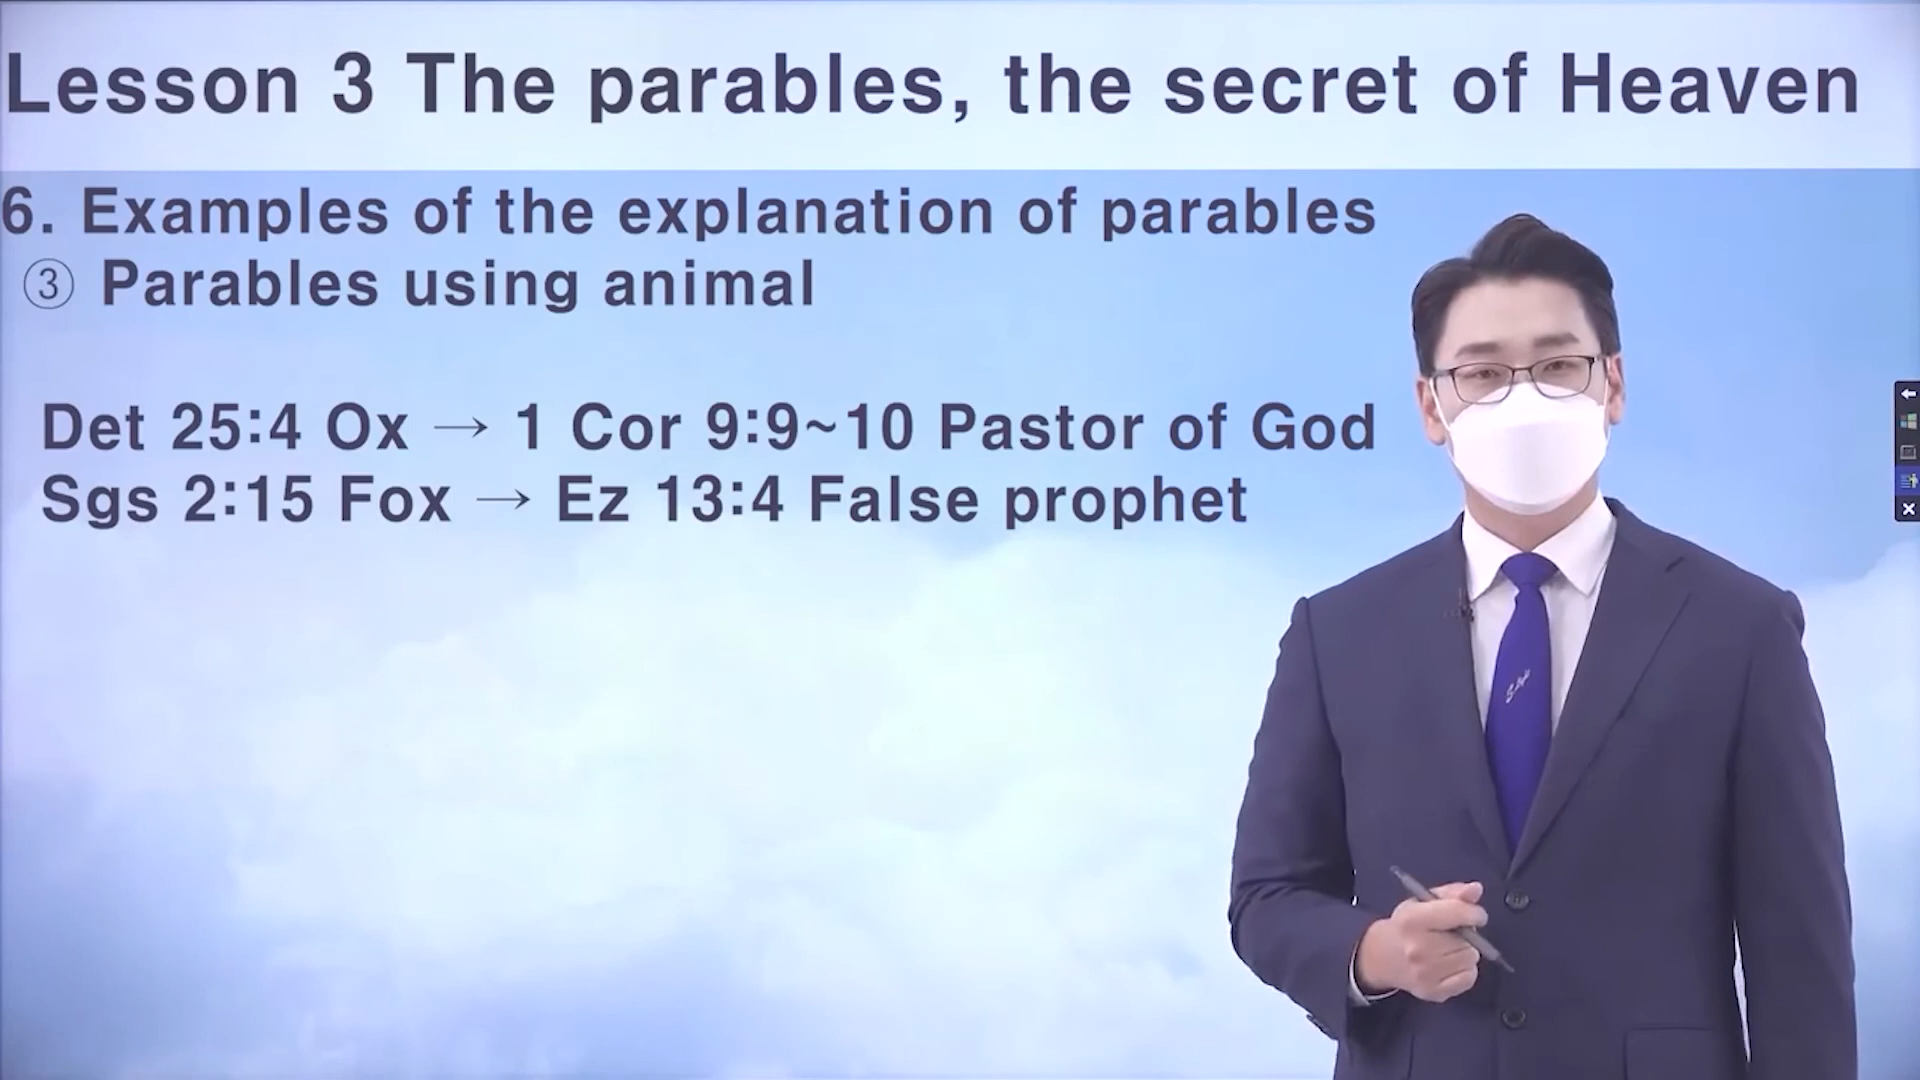 Lesson 3 The parables, the secret of Heaven
6. Examples of the explanation of parables
③ Parables using animal
Det 25:4 Ox → 1 Cor 9:9~10 Pastor of God
Sgs 2:15 Fox → Ez 13:4 False prophet